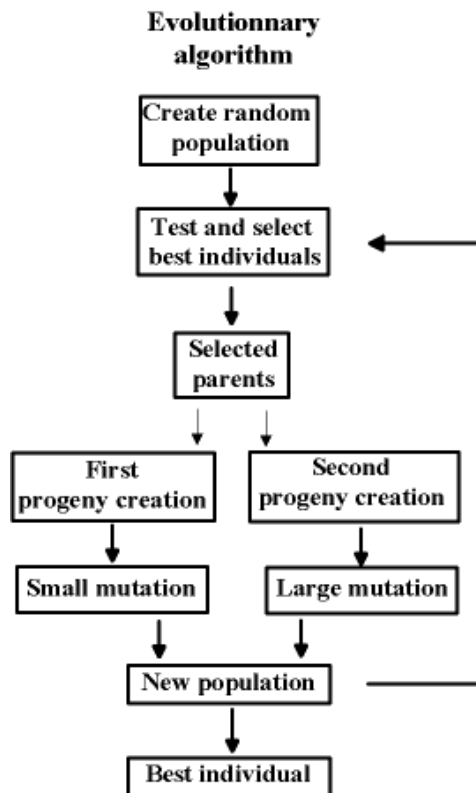 Evolutionnary
algorithm
Create random
population
Test and select
best individuals
Selected
parents
First
progeny creation
Second
progeny creation
Small mutation
Large mutation
New population
Best individual